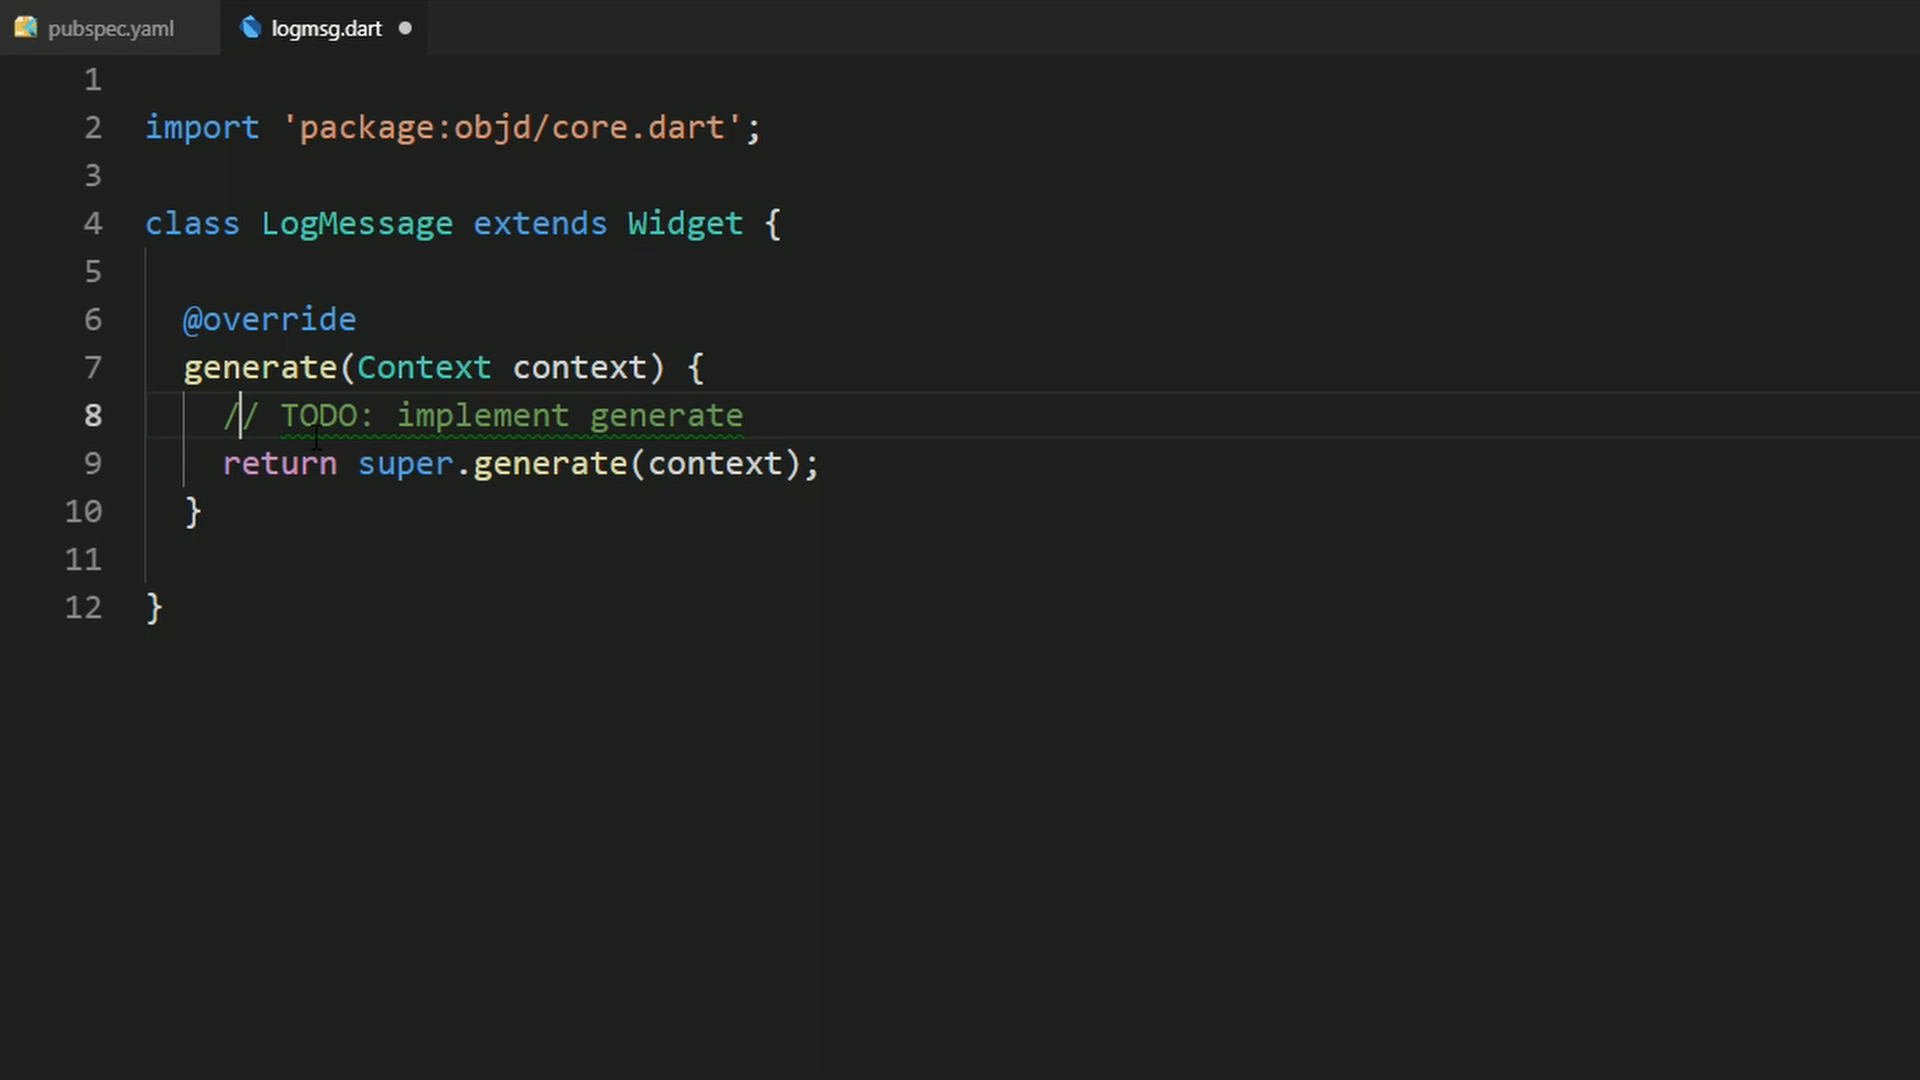 pubspec.yaml
logmsg.dart
1
2 import 'package:objd/core.dart';
3
4 class LogMessage extends Widget {
5
6 @override
7 generate(Context context) {
8 // TODO: implement generate
9 return super.generate(context);
10 }
11
12 }